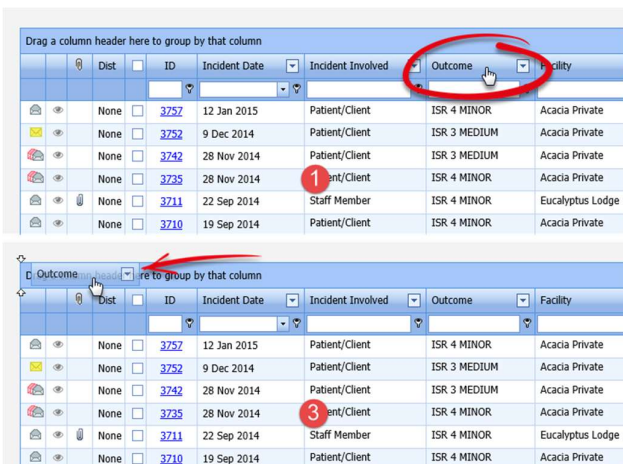 Drag a column header here to group by that column
Dist ID Incident Date Incident Involved Outcome Facility
None 3757 12 Jan 2015 Patient/Client ISR 4 MINOR Acacia Private
None 3752 9 Dec 2014 Patient/Client ISR 3 MEDIUM Acacia Private
None 3742 28 Nov 2014 Patient/Client ISR 3 MEDIUM Acacia Private
None 3735 28 Nov 2014 1 ent/Client ISR 4 MINOR Acacia Private
None 3711 22 Sep 2014 Staff Member ISR 4 MINOR Eucalyptus Lodge
None 3710 19 Sep 2014 Patient/Client ISR 4 MINOR Acacia Private
Outcome
Drag a column header here to group by that column
Dist ID Incident Date Incident Involved Outcome Facility
None 3757 12 Jan 2015 Patient/Client ISR 4 MINOR Acacia Private
None 3752 9 Dec 2014 Patient/Client ISR 3 MEDIUM Acacia Private
None 3742 28 Nov 2014 Patient/Client ISR 3 MEDIUM Acacia Private
None 3735 28 Nov 2014 3 ent/Client ISR 4 MINOR Acacia Private
None 3711 22 Sep 2014 Staff Member ISR 4 MINOR Eucalyptus Lodge
None 3710 19 Sep 2014 Patient/Client ISR 4 MINOR Acacia Private